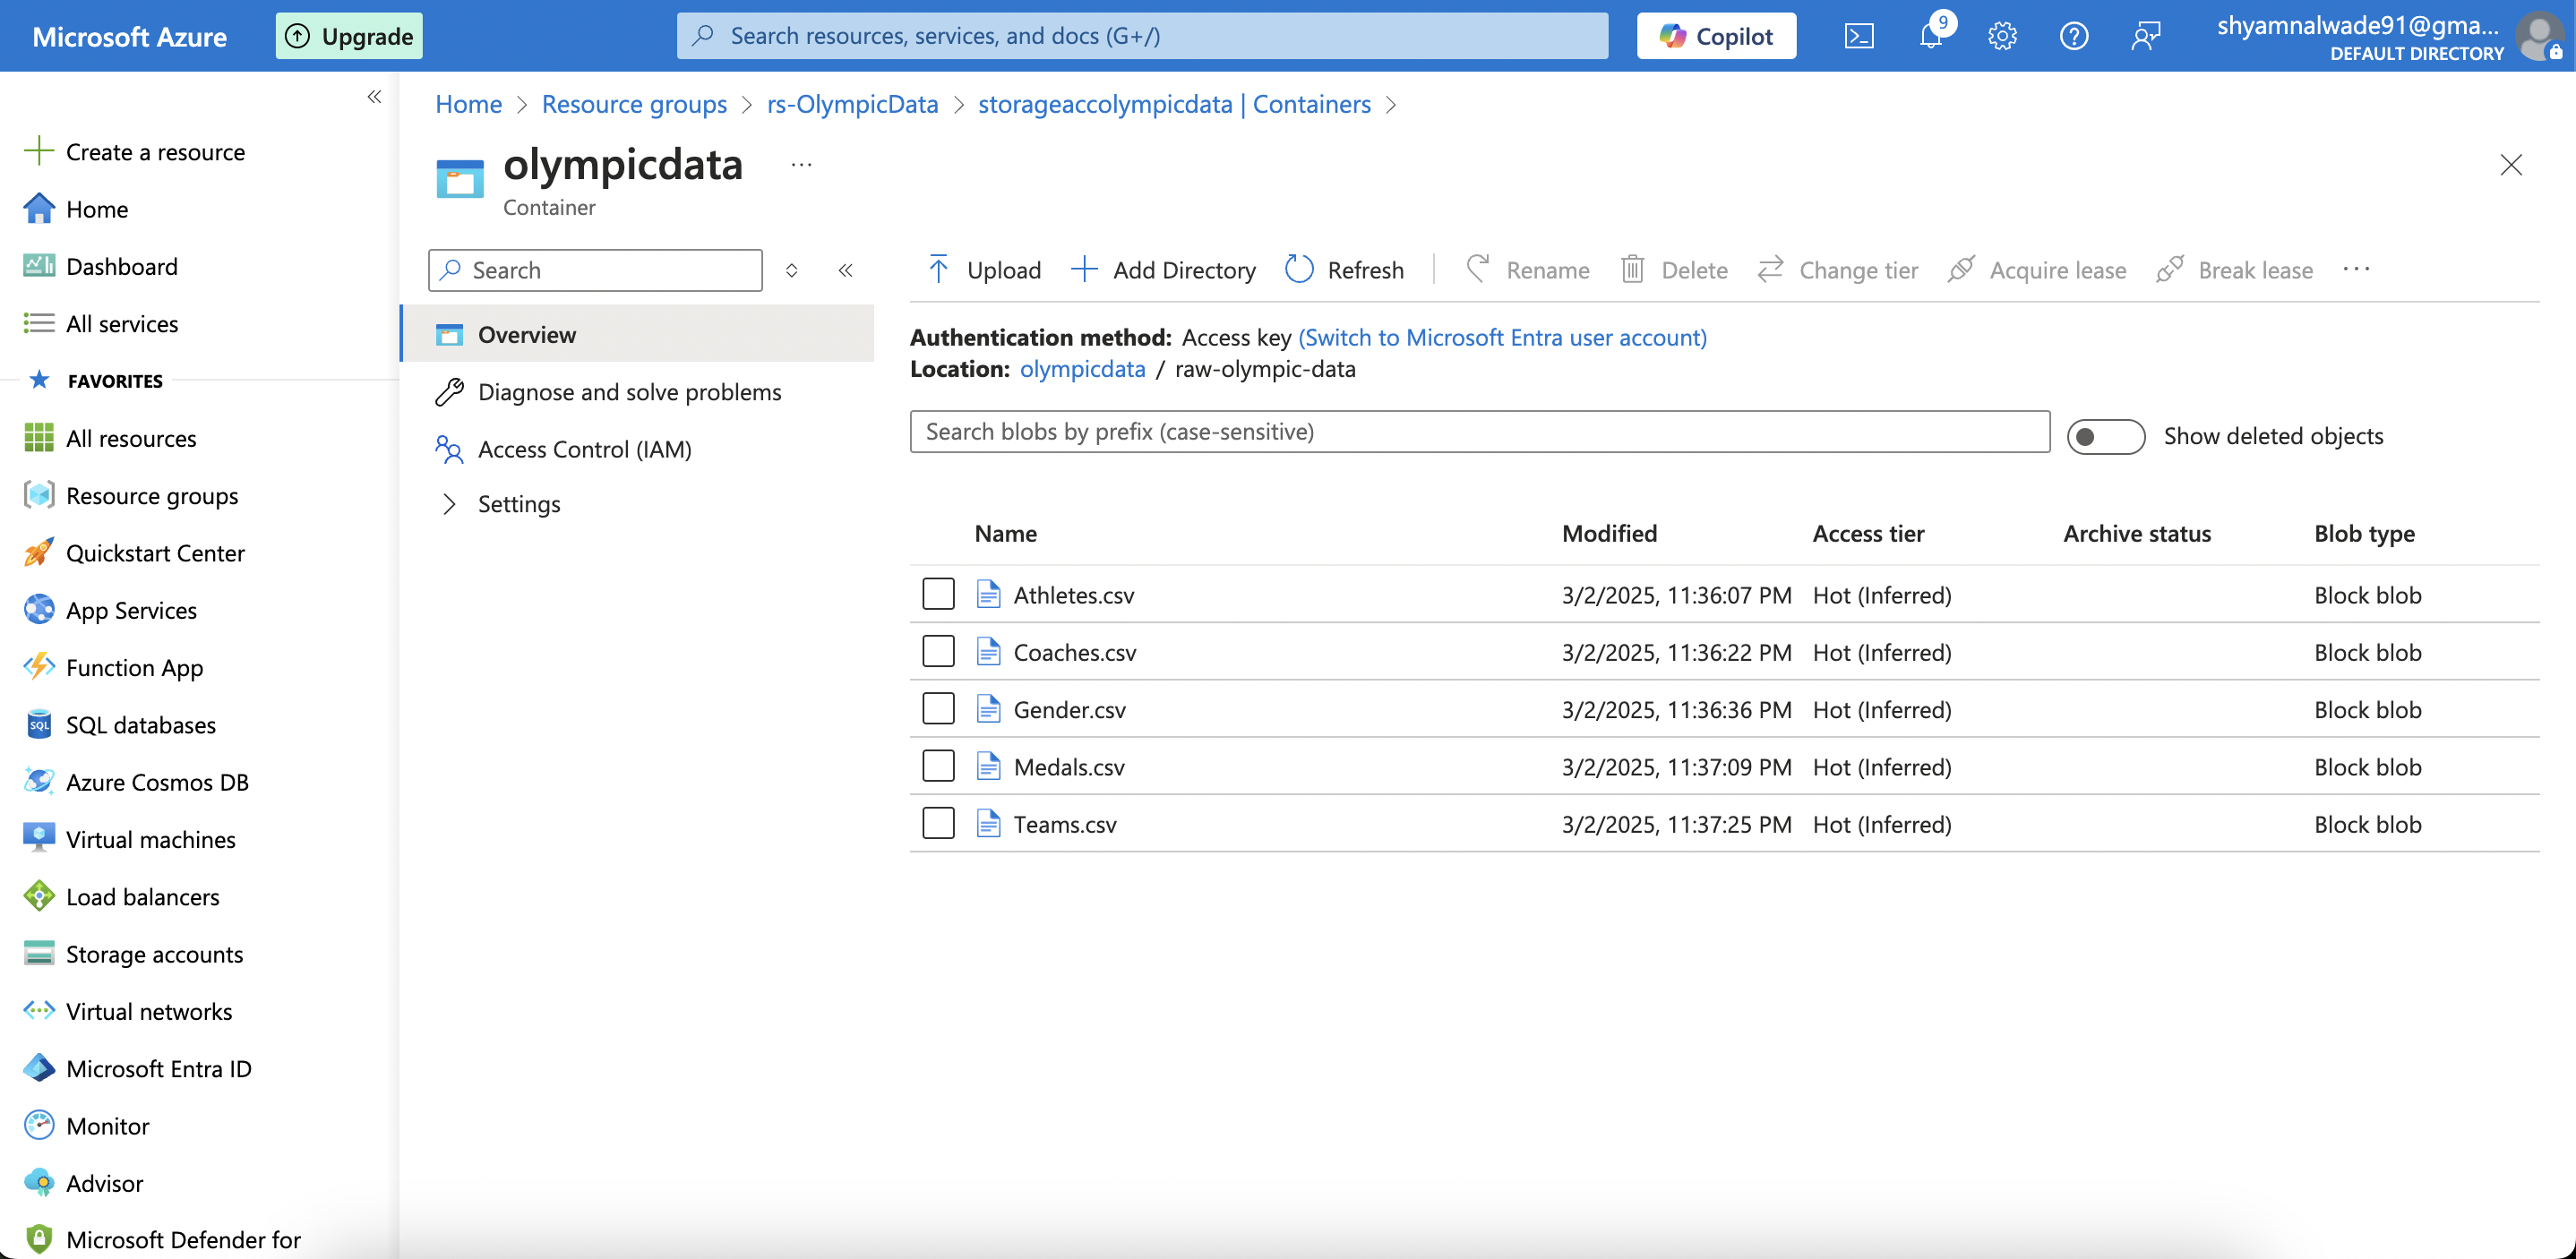 Microsoft Azure
Upgrade
Search resources, services, and docs (G+/)
Copilot
9
shyamnalwade91@gma...
DEFAULT DIRECTORY
Create a resource
Home
Dashboard
All services
FAVORITES
All resources
Resource groups
Quickstart Center
App Services
Function App
SQL
SQL databases
Azure Cosmos DB
Virtual machines
Load balancers
Storage accounts
Virtual networks
Microsoft Entra ID
Monitor
Advisor
Microsoft Defender for
Home > Resource groups > rs-OlympicData > storageaccolympicdata | Containers >
olympicdata ...
Container
Search
Overview
Diagnose and solve problems
Access Control (IAM)
Settings
Upload Add Directory Refresh Rename Delete Change tier Acquire lease Break lease ...
Authentication method: Access key (Switch to Microsoft Entra user account)
Location: olympicdata / raw-olympic-data
Search blobs by prefix (case-sensitive)
Show deleted objects
Name Modified Access tier Archive status Blob type
Athletes.csv 3/2/2025, 11:36:07 PM Hot (Inferred) Block blob
Coaches.csv 3/2/2025, 11:36:22 PM Hot (Inferred) Block blob
Gender.csv 3/2/2025, 11:36:36 PM Hot (Inferred) Block blob
Medals.csv 3/2/2025, 11:37:09 PM Hot (Inferred) Block blob
Teams.csv 3/2/2025, 11:37:25 PM Hot (Inferred) Block blob